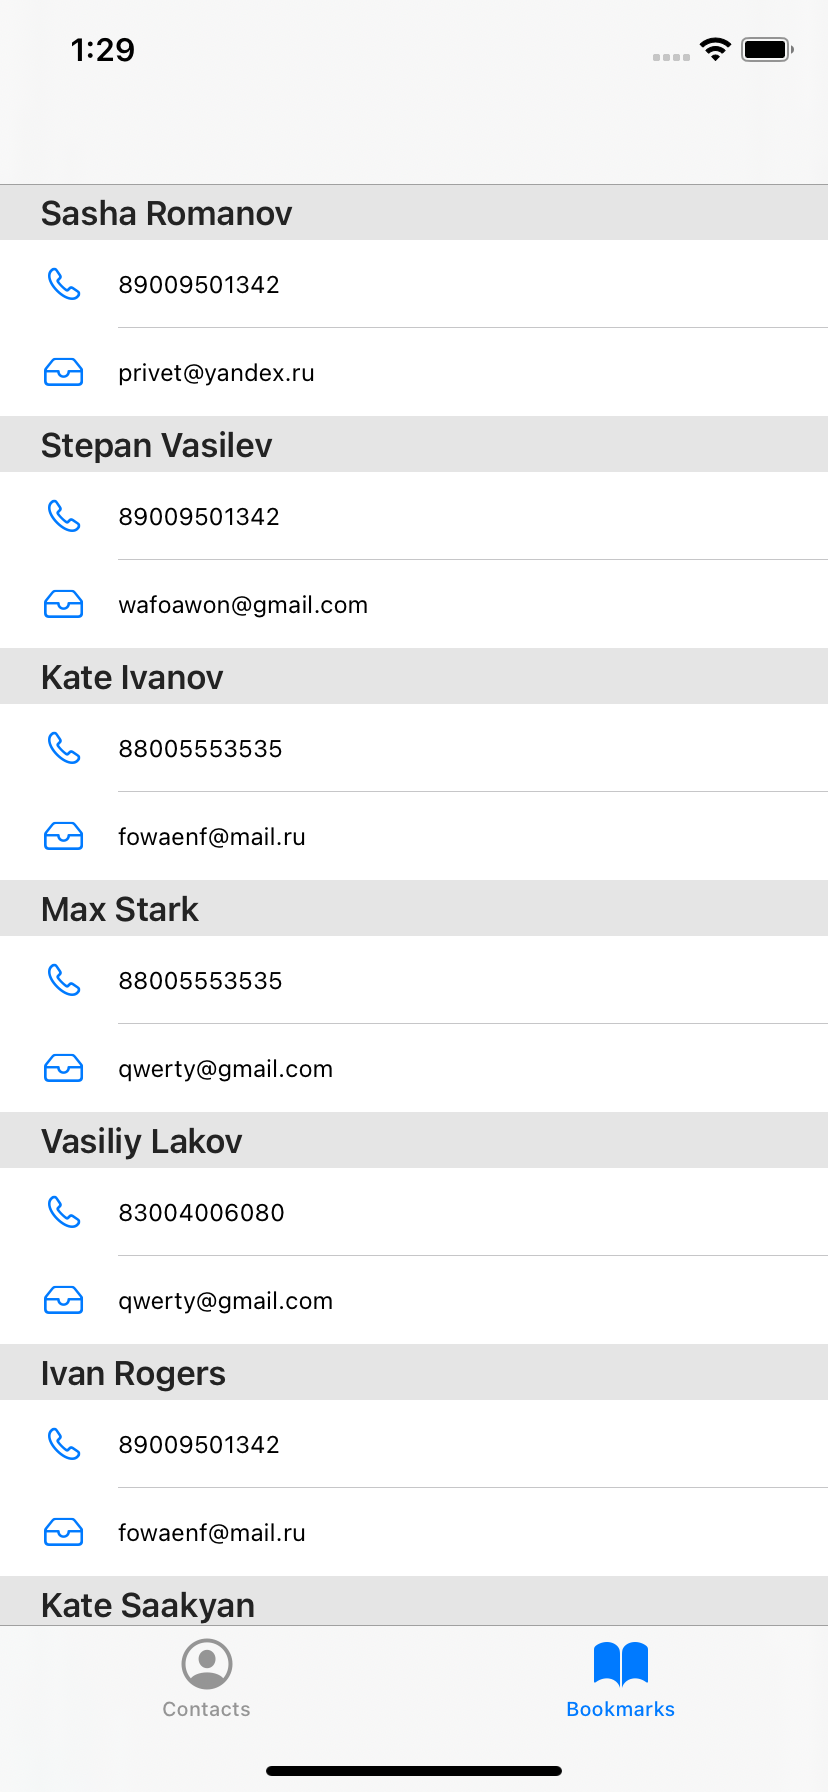 1:29
Sasha Romanov
89009501342
privet@yandex.ru
Stepan Vasilev
89009501342
wafoawon@gmail.com
Kate Ivanov
88005553535
fowaenf@mail.ru
Max Stark
88005553535
qwerty@gmail.com
Vasiliy Lakov
83004006080
qwerty@gmail.com
Ivan Rogers
89009501342
fowaenf@mail.ru
Kate Saakyan
Contacts
Bookmarks